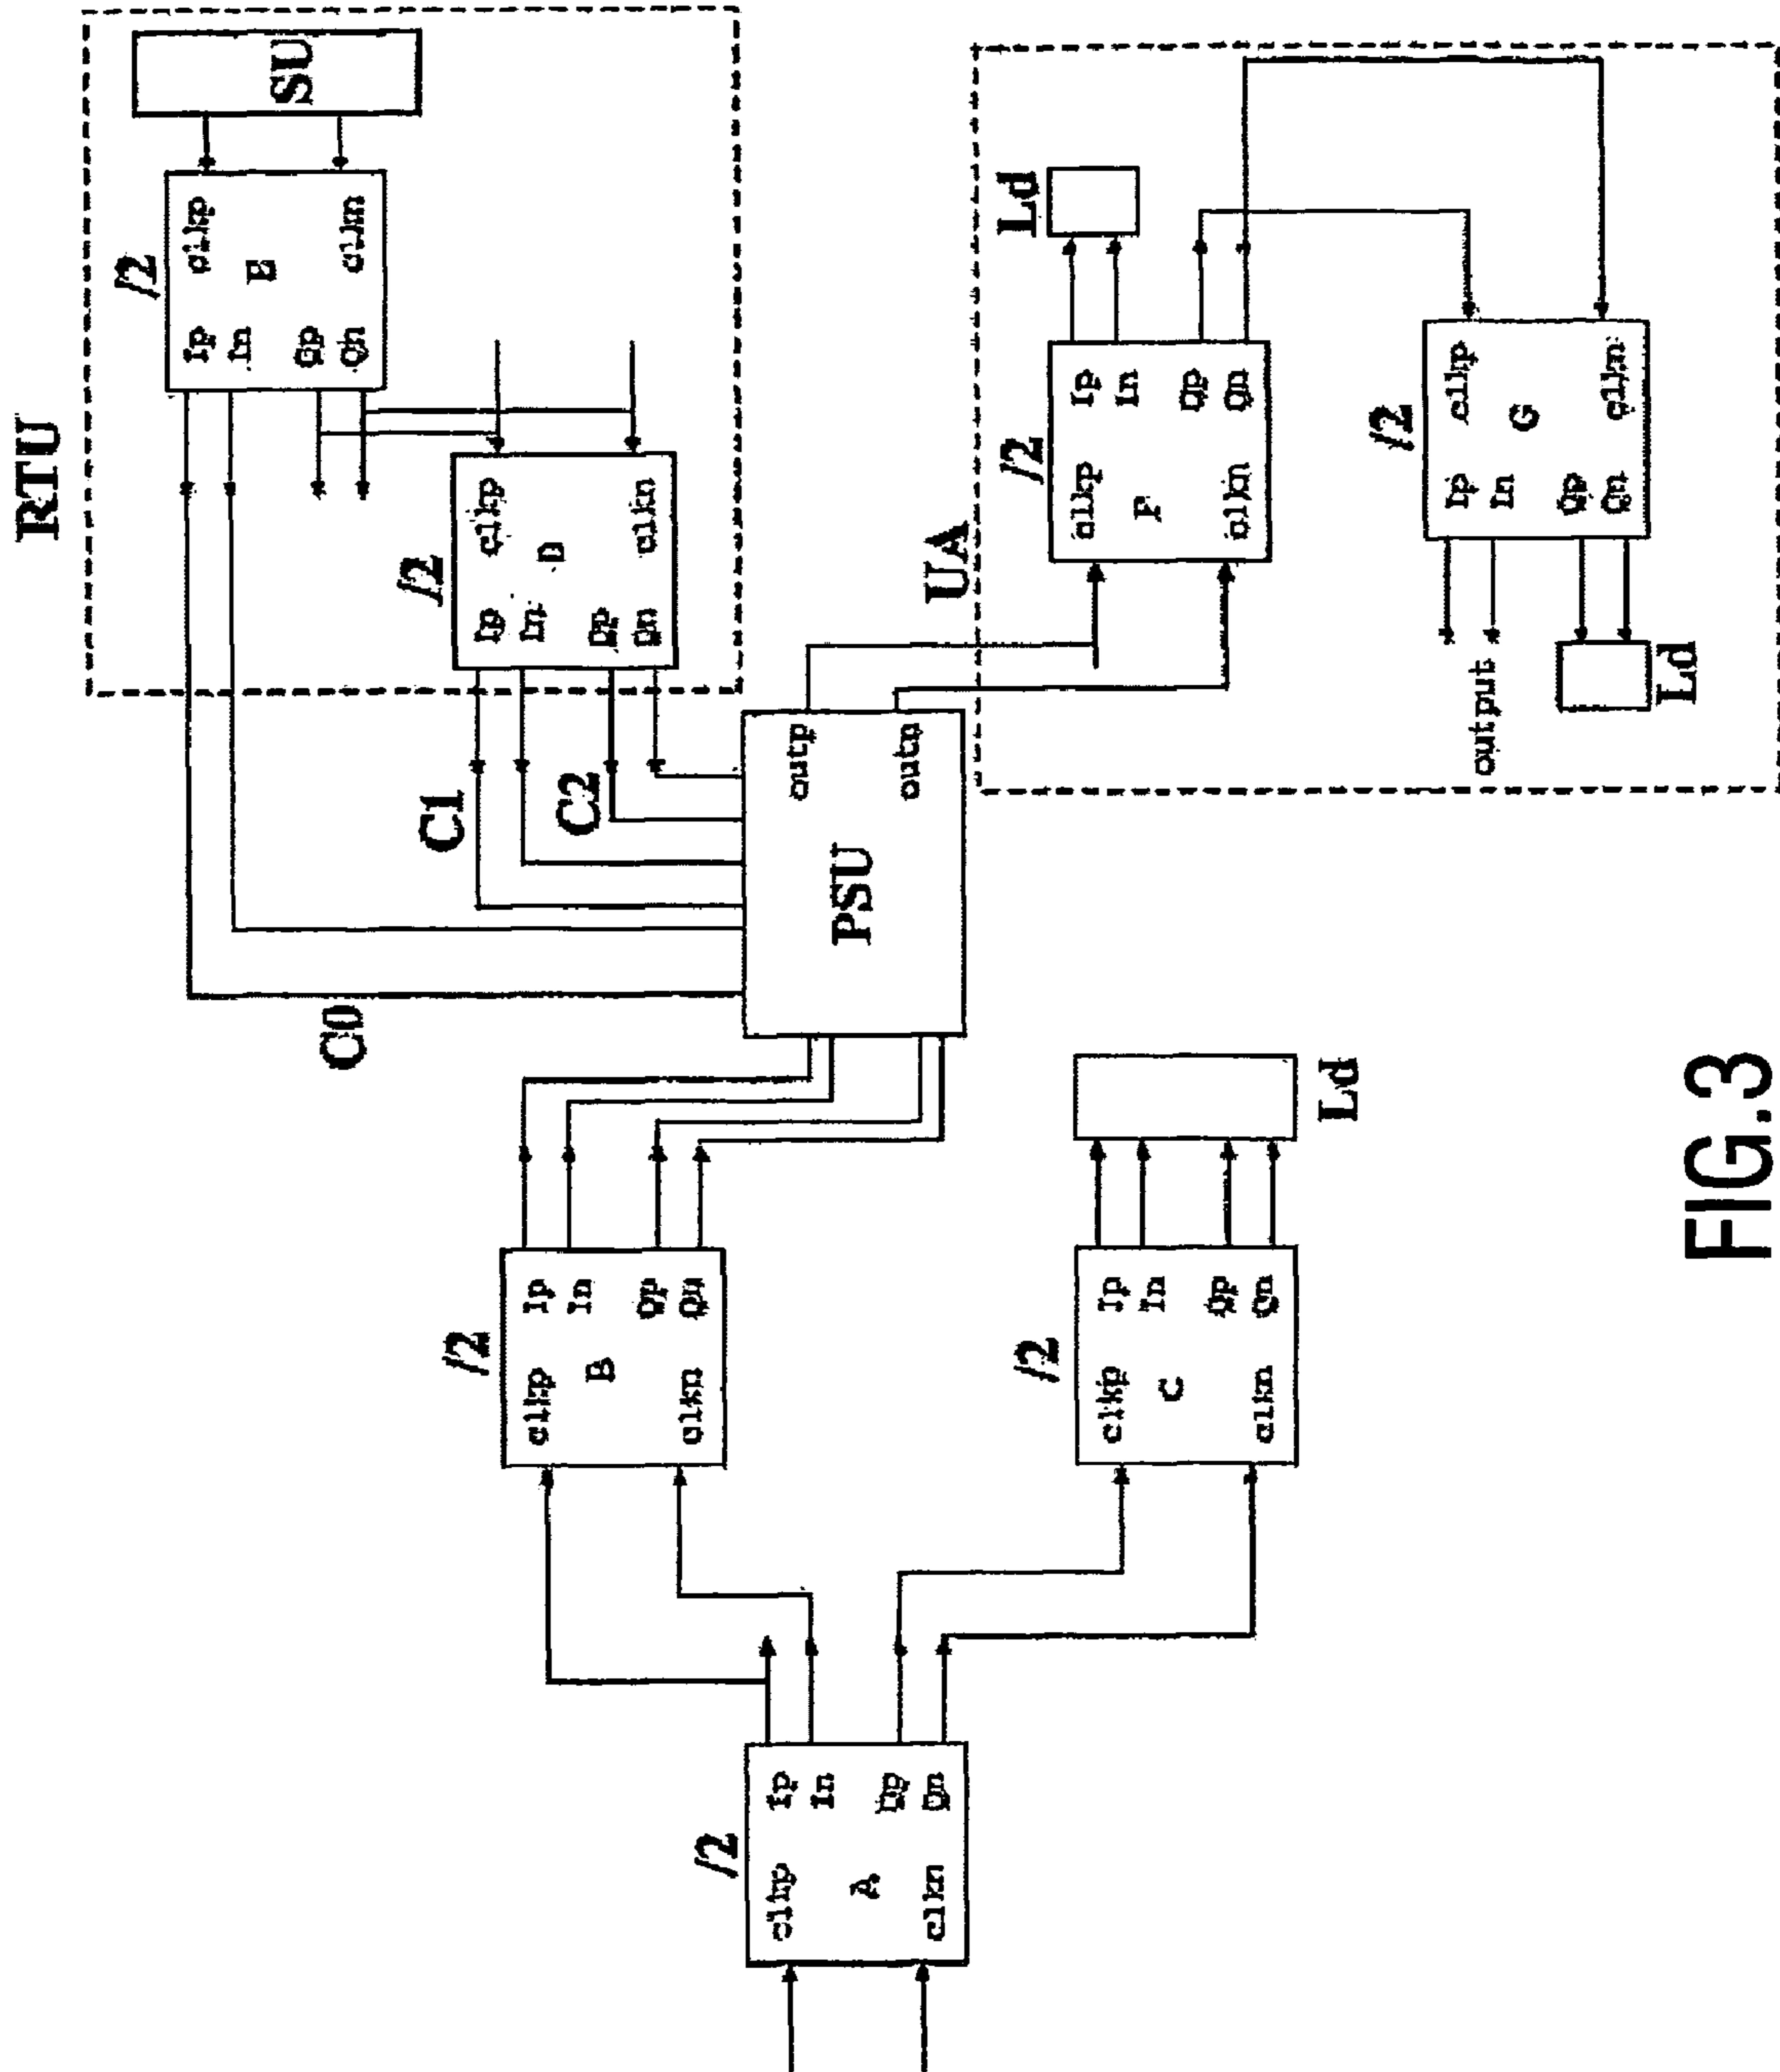 RTU
SU
/2
clkp
E
clkn
Ip
In
Qp
Qn
/2
clkp
D
clkn
Ip
In
Qp
Qn
C0
C1
C2
PSU
outp
outn
UA
/2
clkp
F
clkn
Ip
In
Qp
Qn
Ld
/2
clkp
G
clkn
Ip
In
Qp
Qn
output
Ld
/2
clkp
B
clkn
Ip
In
Qp
Qn
/2
clkp
C
clkn
Ip
In
Qp
Qn
Ld
/2
clkp
A
clkn
Ip
In
Qp
Qn
FIG.3